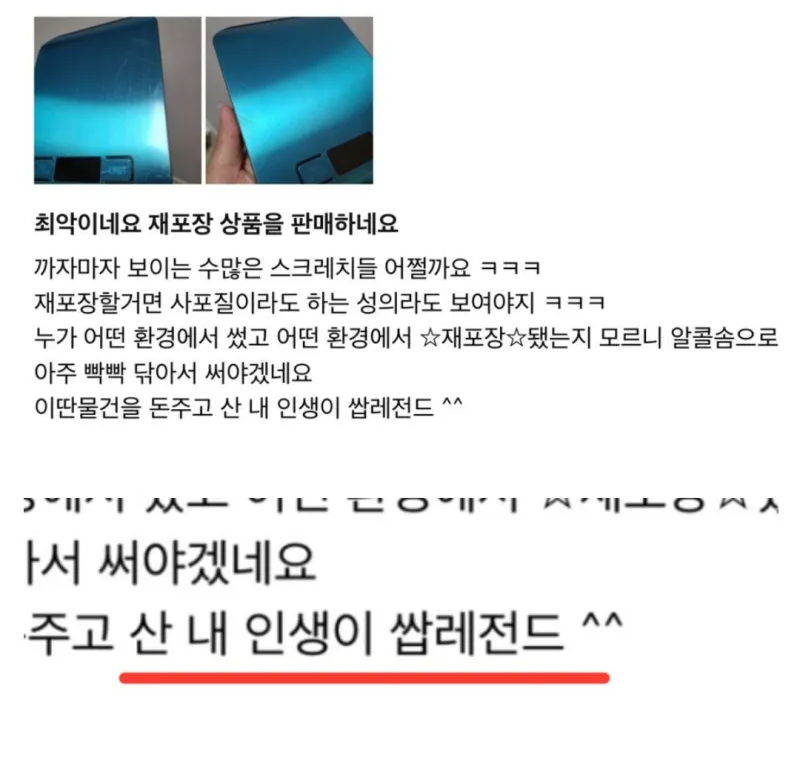 최악이네요 재포장 상품을 판매하네요
까자마자 보이는 수많은 스크레치들 어쩔까요 ㅋㅋㅋ
재포장할거면 사포질이라도 하는 성의라도 보여야지 ㅋㅋㅋ
누가 어떤 환경에서 썼고 어떤 환경에서 ☆재포장☆됐는지 모르니 알콜솜으로
아주 빡빡 닦아서 써야겠네요
이딴물건을 돈주고 산 내 인생이 쌉레전드 ^^
아서 써야겠네요
주고 산 내 인생이 쌉레전드 ^^